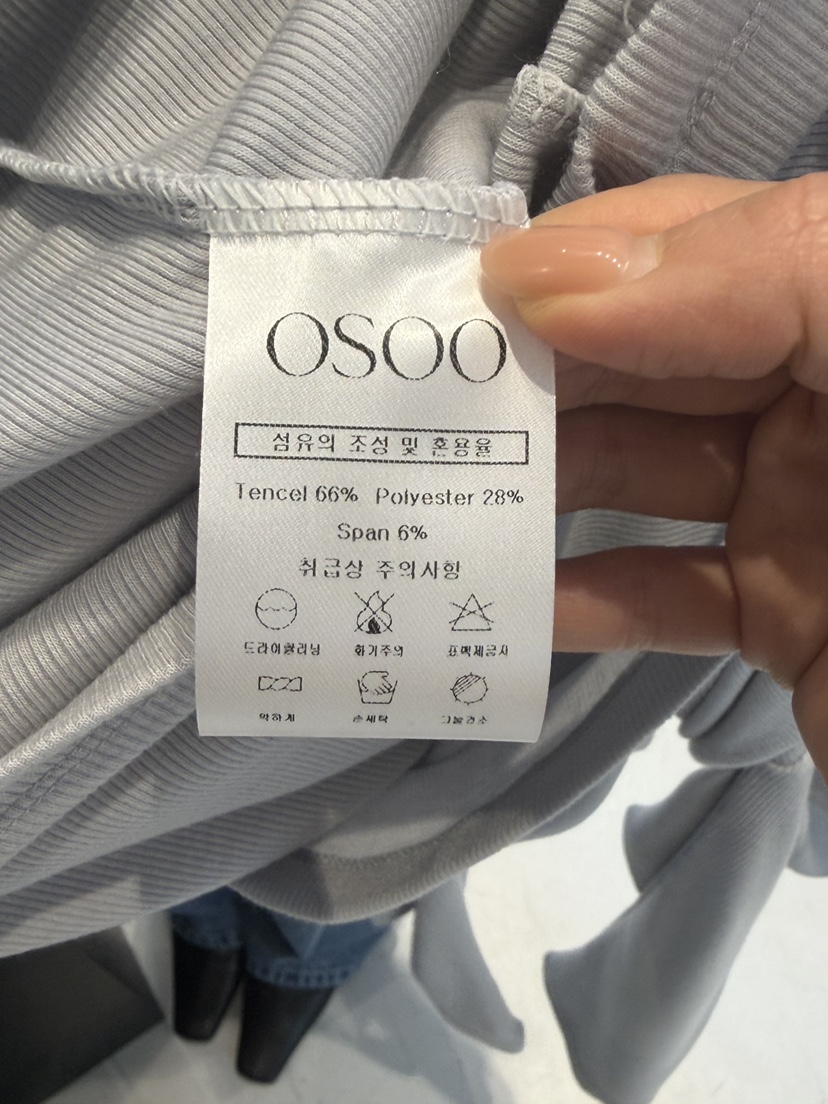 OSOO
섬유의 조성 및 혼용율
Tencel 66% Polyester 28%
Span 6%
취급상 주의사항
드라이크리닝 화기주의 표백제금지
약하게 손세탁 그늘건조